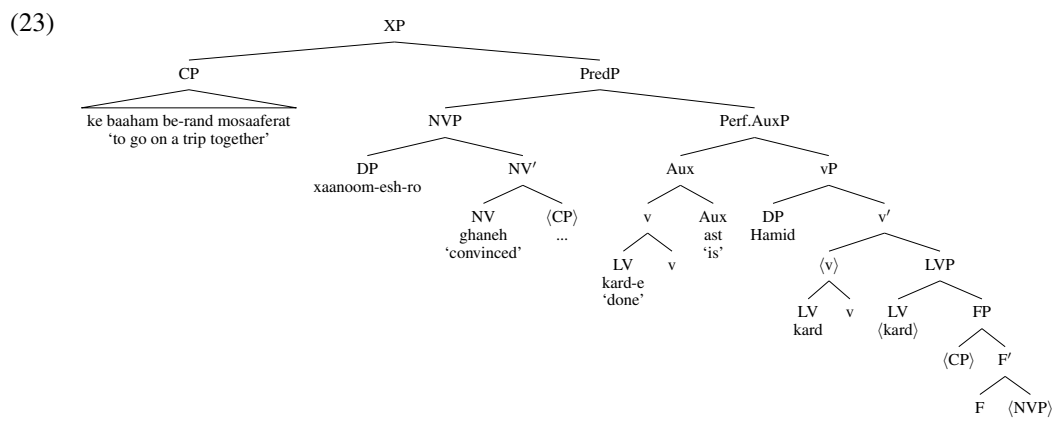 (23)
XP
CP PredP
ke baaham be-rand mosaaferat
'to go on a trip together'
NVP Perf.AuxP
DP NV′ Aux vP
xaanoom-esh-ro
NV ⟨CP⟩ v Aux DP v′
ghaneh ... ast Hamid
'convinced' 'is'
LV v ⟨v⟩ LVP
kard-e
'done'
LV v LV FP
kard ⟨kard⟩
⟨CP⟩ F′
F ⟨NVP⟩